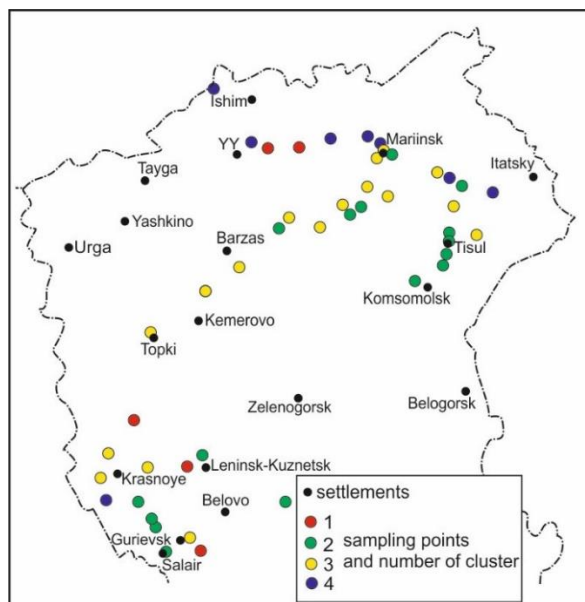 Ishim
YY
Mariinsk
Itatsky
Tayga
Yashkino
Urga
Barzas
Tisul
Komsomolsk
Kemerovo
Topki
Zelenogorsk
Belogorsk
Leninsk-Kuznetsk
Krasnoye
Belovo
Gurievsk
Salair
settlements
1
2 sampling points
3 and number of cluster
4